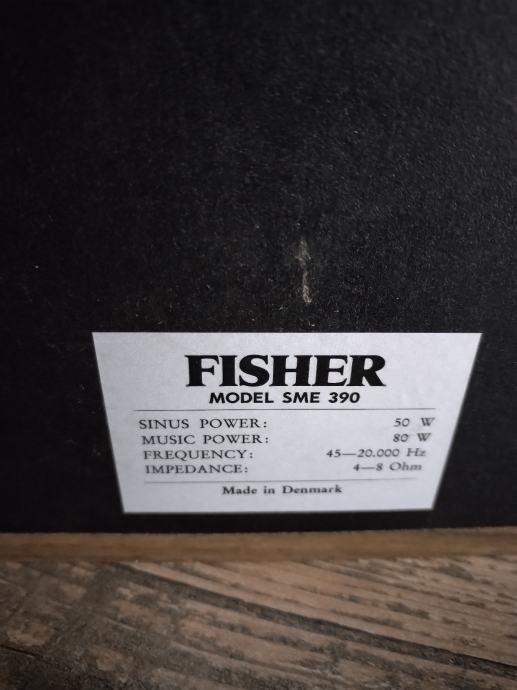 FISHER
MODEL SME 390
SINUS POWER: 50 W
MUSIC POWER: 80 W
FREQUENCY: 45—20.000 Hz
IMPEDANCE: 4—8 Ohm
Made in Denmark